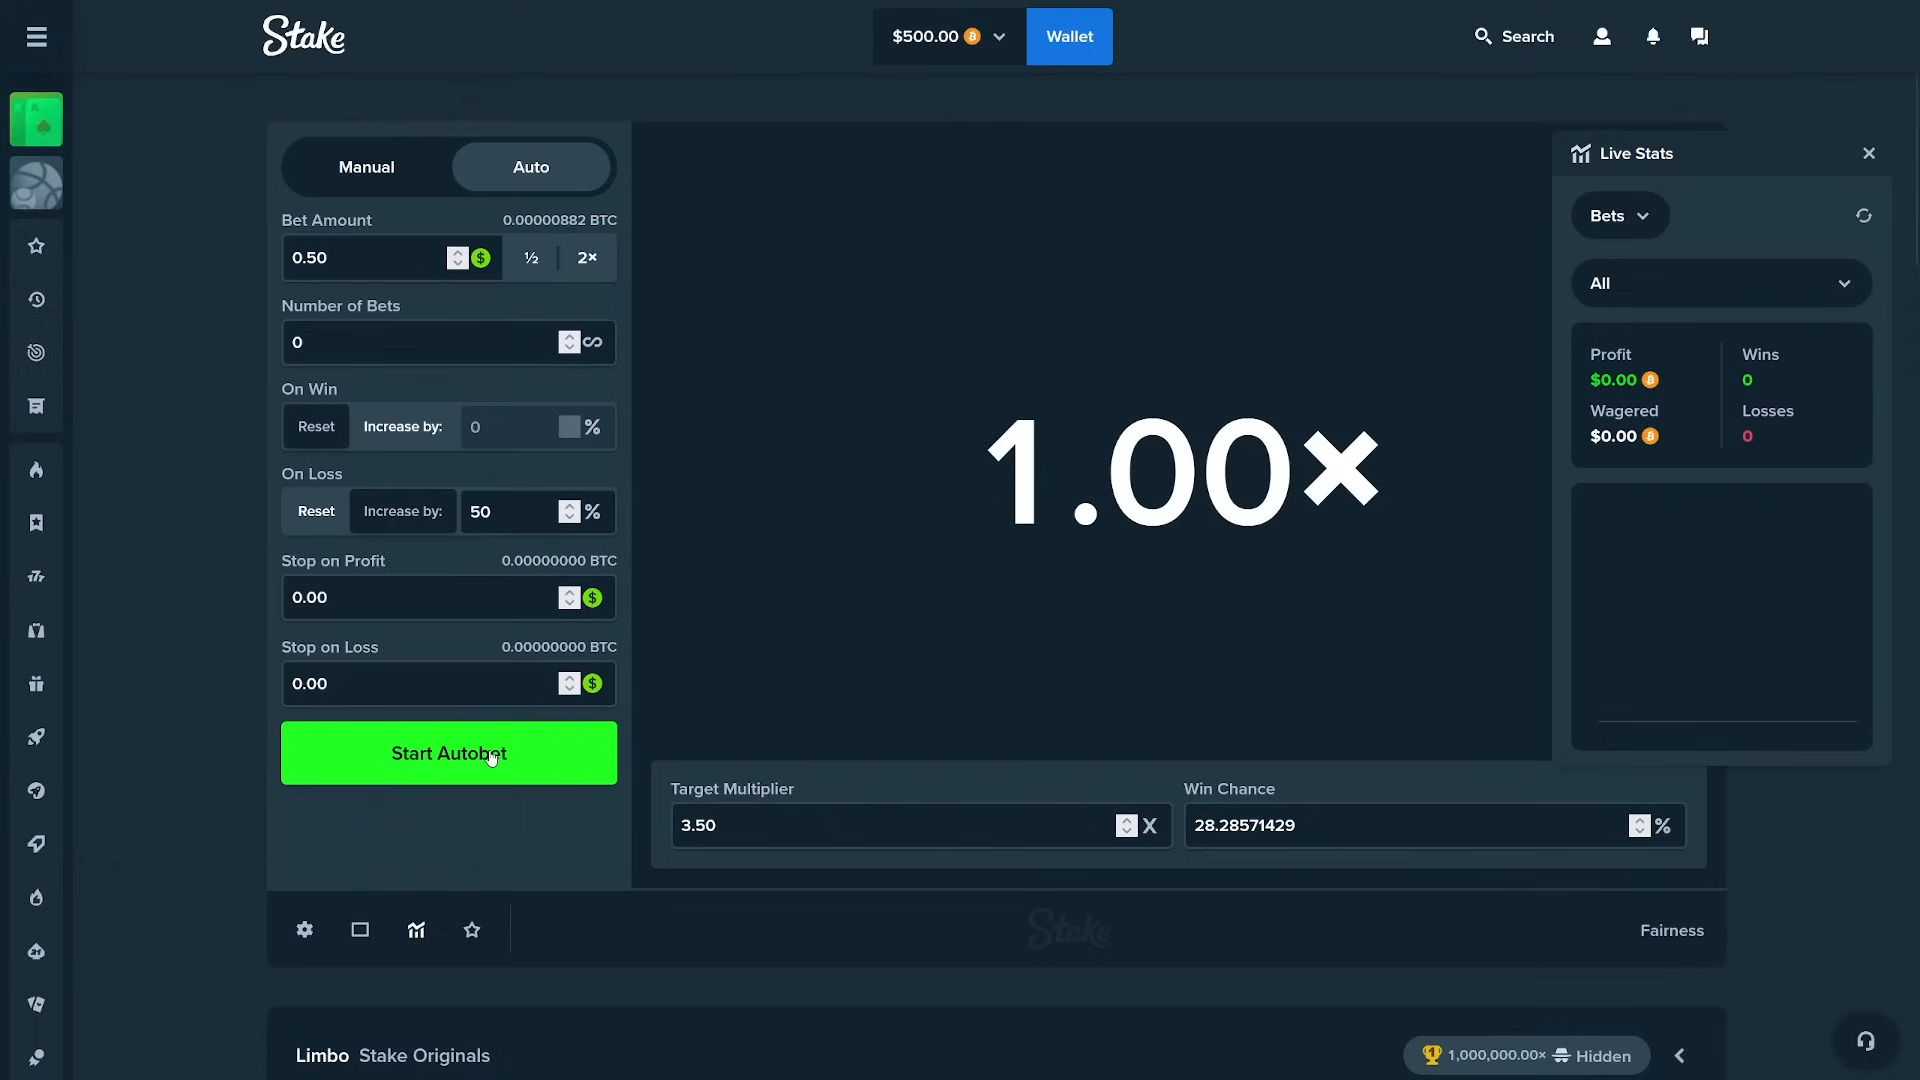 Stake
$500.00
Wallet
Search
Manual
Auto
Bet Amount
0.00000882 BTC
0.50
½
2×
Number of Bets
0
On Win
Reset
Increase by:
0
%
On Loss
Reset
Increase by:
50
%
Stop on Profit
0.00000000 BTC
0.00
Stop on Loss
0.00000000 BTC
0.00
Start Autobet
1.00×
Live Stats
Bets
All
Profit
Wins
$0.00
0
Wagered
Losses
$0.00
0
Target Multiplier
Win Chance
3.50
X
28.28571429
%
Stake
Fairness
Limbo Stake Originals
1,000,000.00×
Hidden